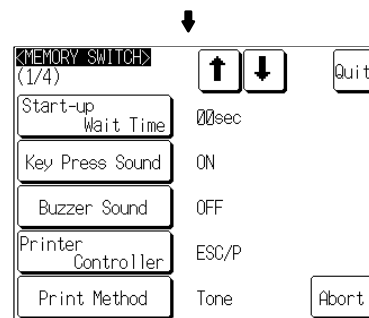 <MEMORY SWITCH>
(1/4)
Quit
Start-up
Wait Time
00sec
Key Press Sound
ON
Buzzer Sound
OFF
Printer
Controller
ESC/P
Print Method
Tone
Abort